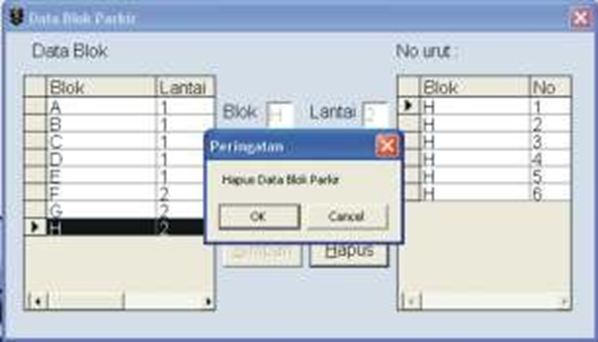 Data Blok Parkir
Data Blok
No urut :
Blok Lantai
A 1
B 1
C 1
D 1
E 1
F 2
G 2
H 2
Blok H Lantai 2
Blok No
H 1
H 2
H 3
H 4
H 5
H 6
Peringatan
Hapus Data Blok Parkir
OK Cancel
Simpan Hapus